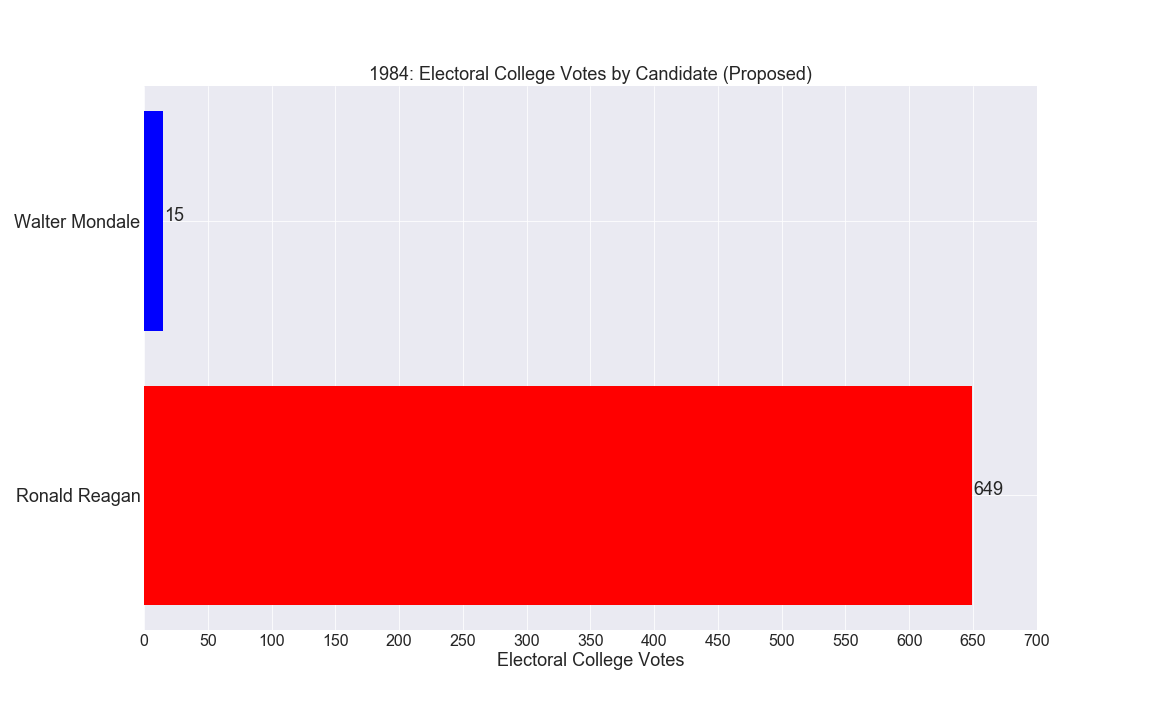 1984: Electoral College Votes by Candidate (Proposed)
Walter Mondale
15
Ronald Reagan
649
0 50 100 150 200 250 300 350 400 450 500 550 600 650 700
Electoral College Votes